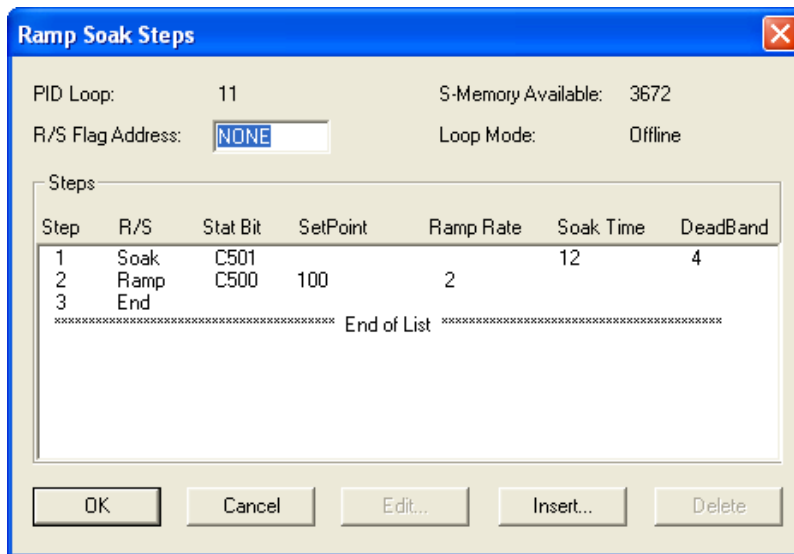 Ramp Soak Steps
PID Loop: 11 S-Memory Available: 3672
R/S Flag Address: NONE Loop Mode: Offline
Steps
Step R/S Stat Bit SetPoint Ramp Rate Soak Time DeadBand
1 Soak C501 12 4
2 Ramp C500 100 2
3 End
**************************************** End of List ****************************************
OK Cancel Edit... Insert... Delete